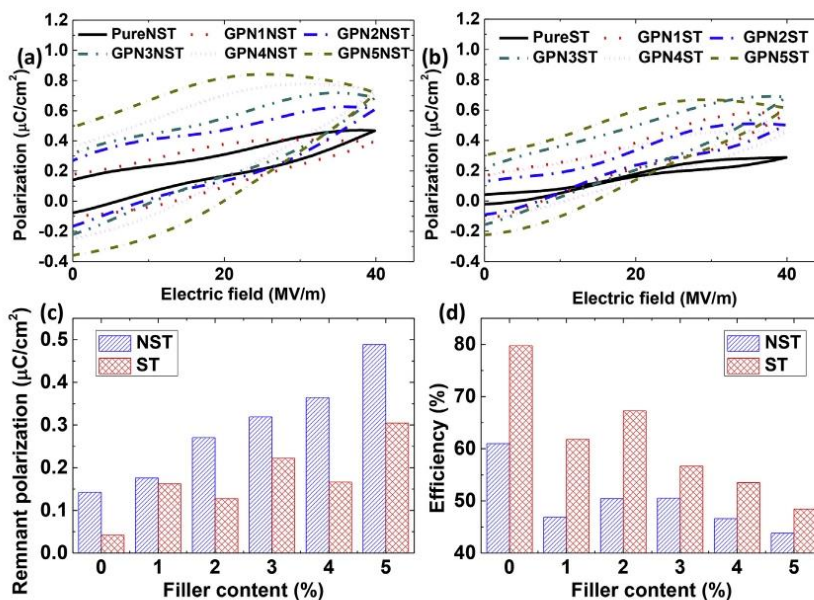 (a)
PureNST GPN1NST GPN2NST
GPN3NST GPN4NST GPN5NST
Polarization (μC/cm²)
1.2
1.0
0.8
0.6
0.4
0.2
0.0
-0.2
-0.4
0 20 40
Electric field (MV/m)
(b)
PureST GPN1ST GPN2ST
GPN3ST GPN4ST GPN5ST
Polarization (μC/cm²)
1.2
1.0
0.8
0.6
0.4
0.2
0.0
-0.2
-0.4
0 20 40
Electric field (MV/m)
(c)
NST
ST
Remnant polarization (μC/cm²)
0.5
0.4
0.3
0.2
0.1
0.0
0 1 2 3 4 5
Filler content (%)
(d)
NST
ST
Efficiency (%)
80
70
60
50
40
0 1 2 3 4 5
Filler content (%)